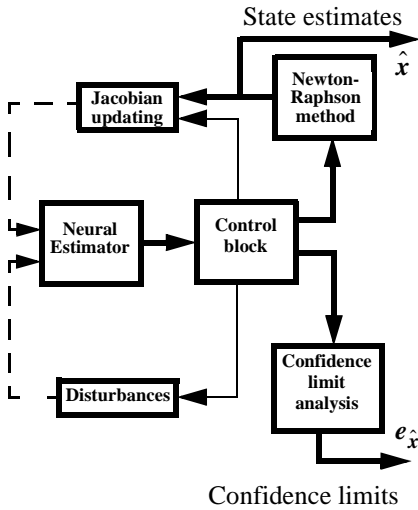 State estimates
x̂
Newton-
Raphson
method
Jacobian
updating
Neural
Estimator
Control
block
Confidence
limit
analysis
Disturbances
e_x̂
Confidence limits